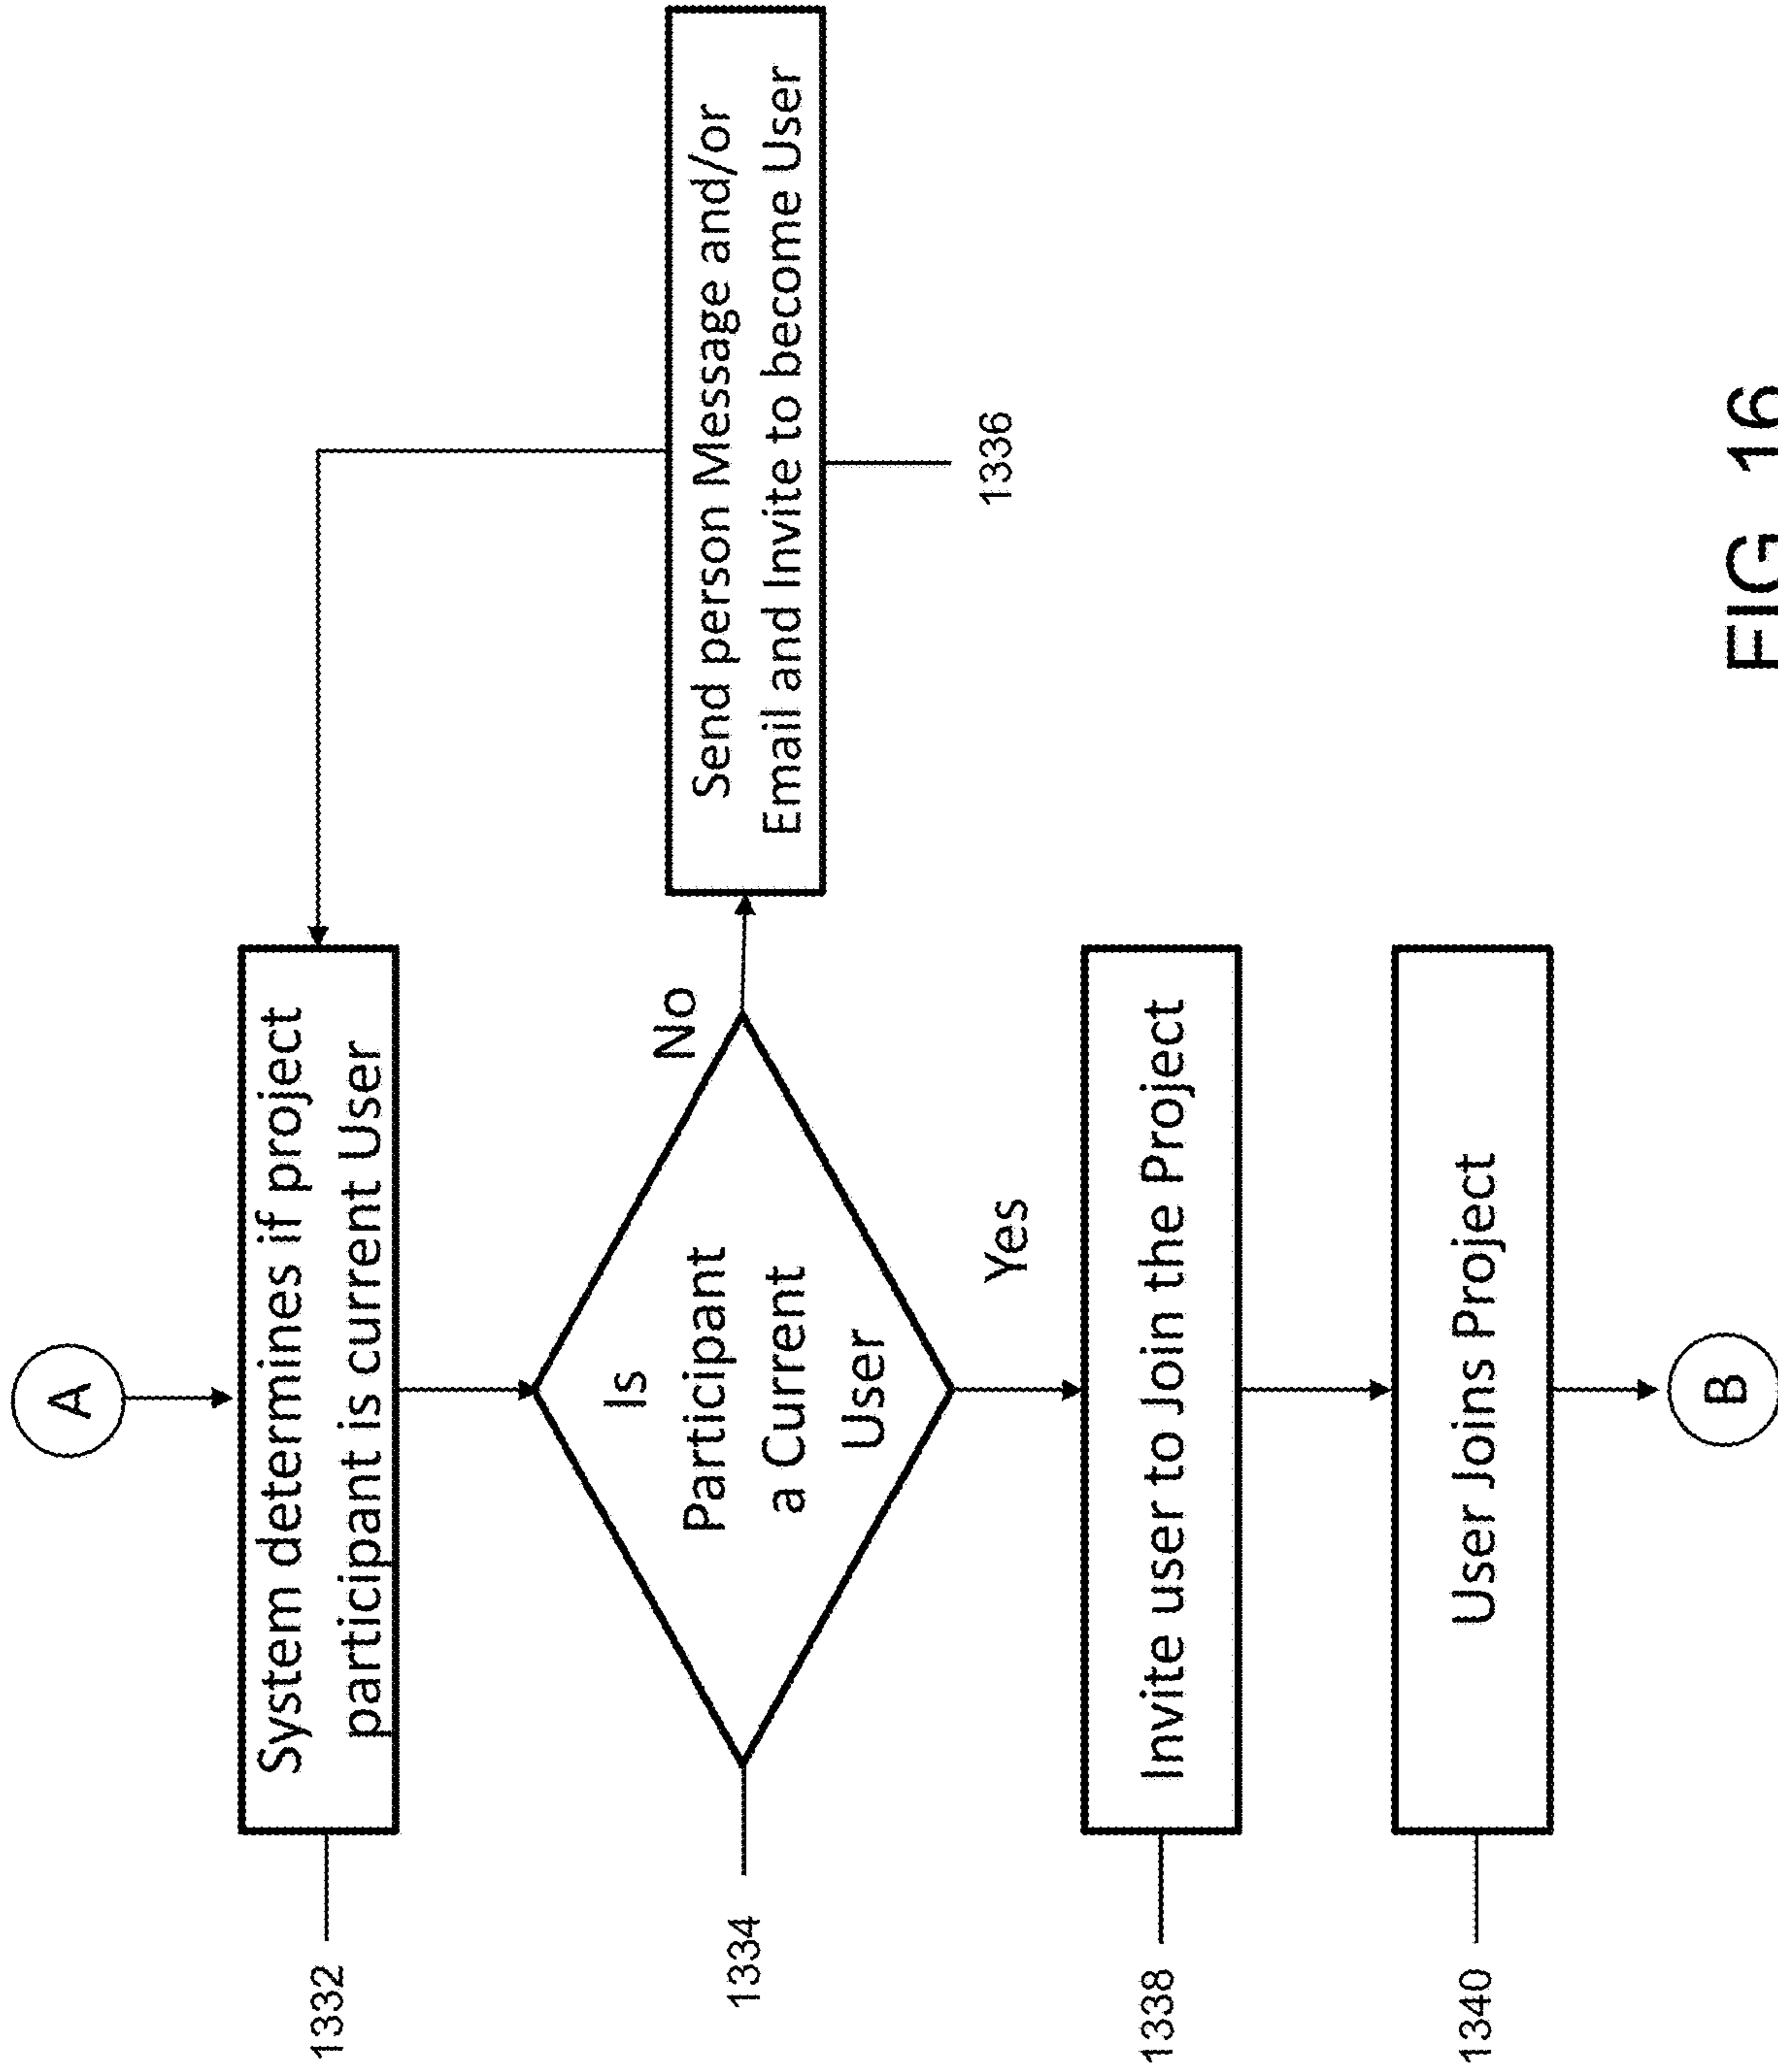 A
System determines if project
participant is current User
1332
Is
Participant
a Current
User
1334
No
Send person Message and/or
Email and Invite to become User
1336
Yes
Invite user to Join the Project
1338
User Joins Project
1340
B
FIG 16